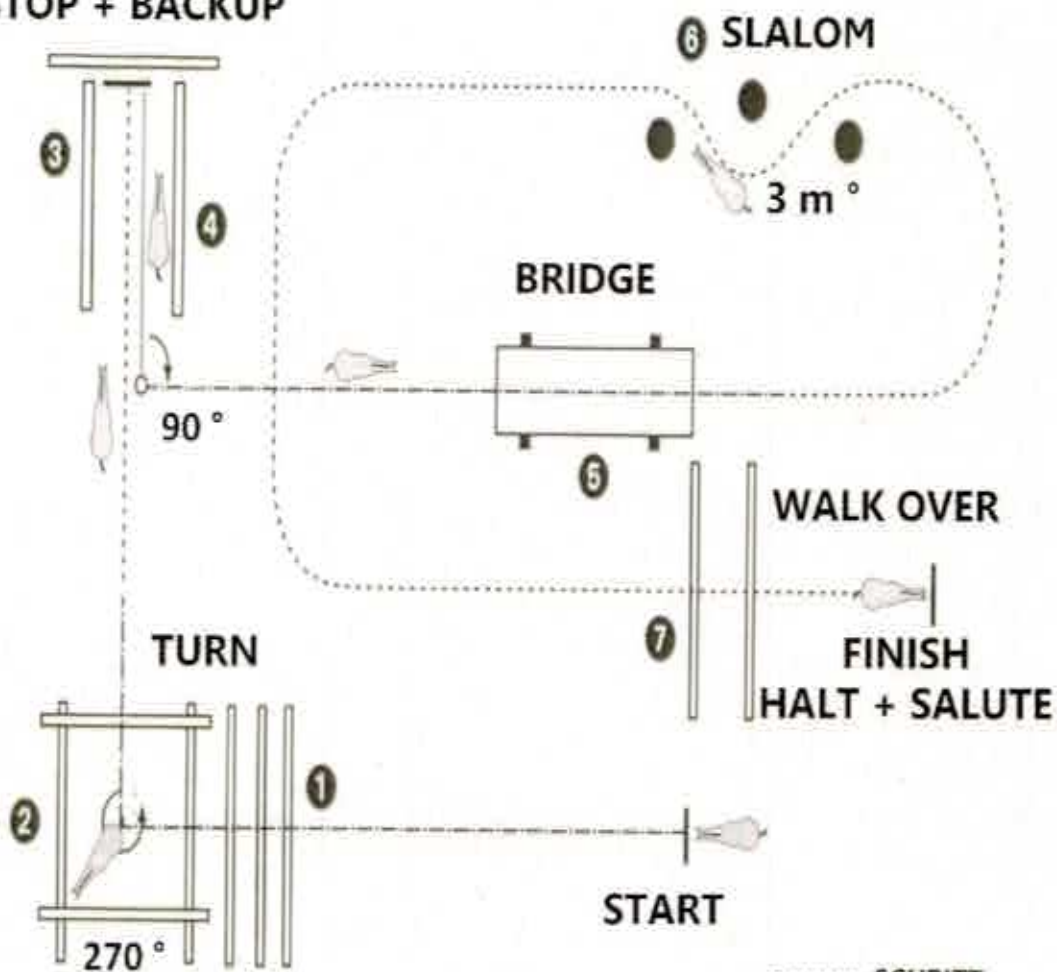 STOP + BACKUP
6 SLALOM
3
4
3 m °
BRIDGE
90 °
5
WALK OVER
TURN
7
FINISH
HALT + SALUTE
1
2
START
270 °